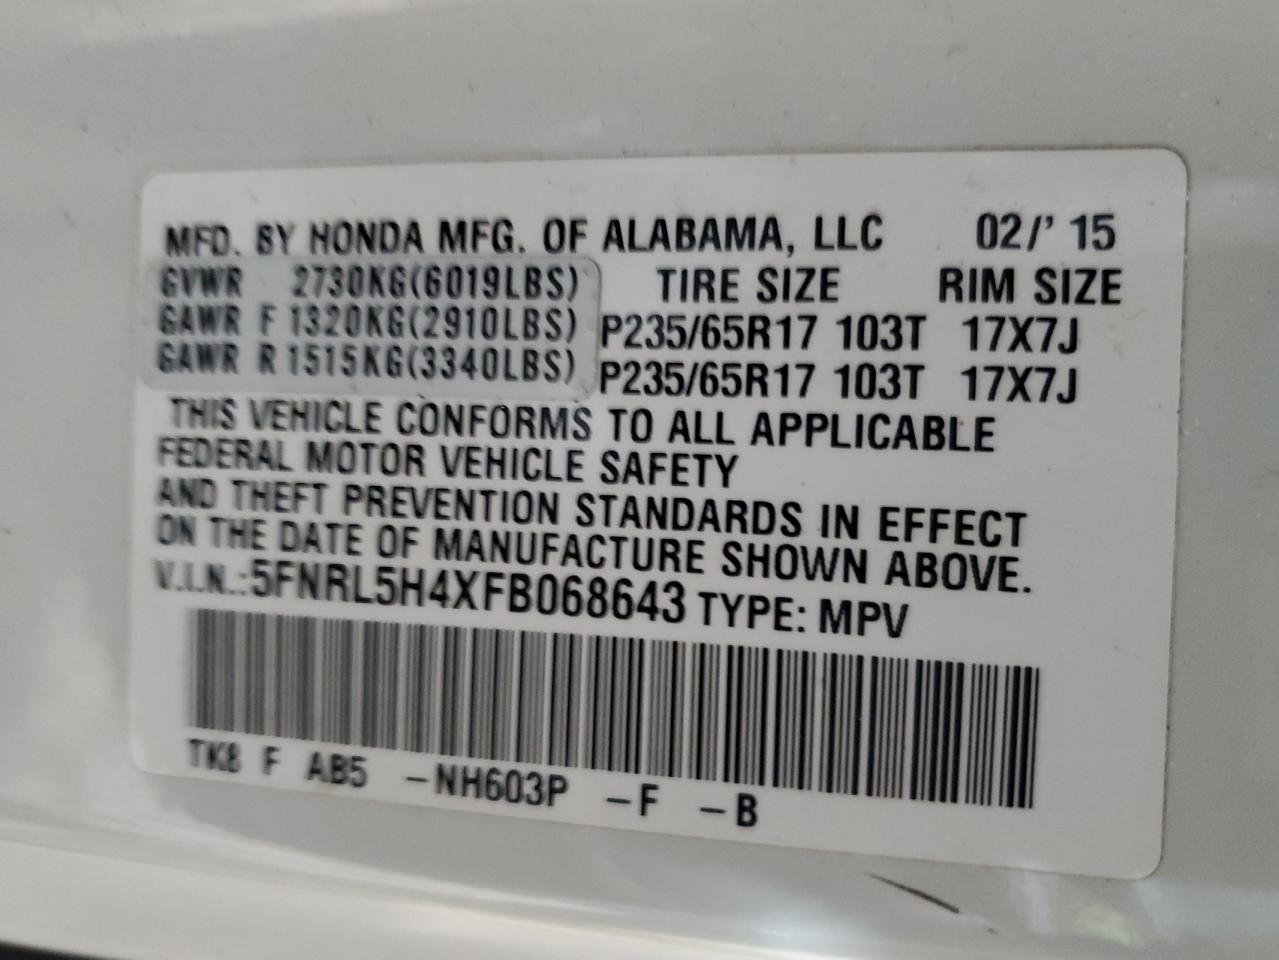 MFD. BY HONDA MFG. OF ALABAMA, LLC 02/' 15
GVWR 2730KG(6019LBS) TIRE SIZE RIM SIZE
GAWR F 1320KG(2910LBS) P235/65R17 103T 17X7J
GAWR R 1515KG(3340LBS) P235/65R17 103T 17X7J
THIS VEHICLE CONFORMS TO ALL APPLICABLE
FEDERAL MOTOR VEHICLE SAFETY
AND THEFT PREVENTION STANDARDS IN EFFECT
ON THE DATE OF MANUFACTURE SHOWN ABOVE.
V.I.N.:5FNRL5H4XFB068643 TYPE: MPV
TK8 F AB5 -NH603P -F -B